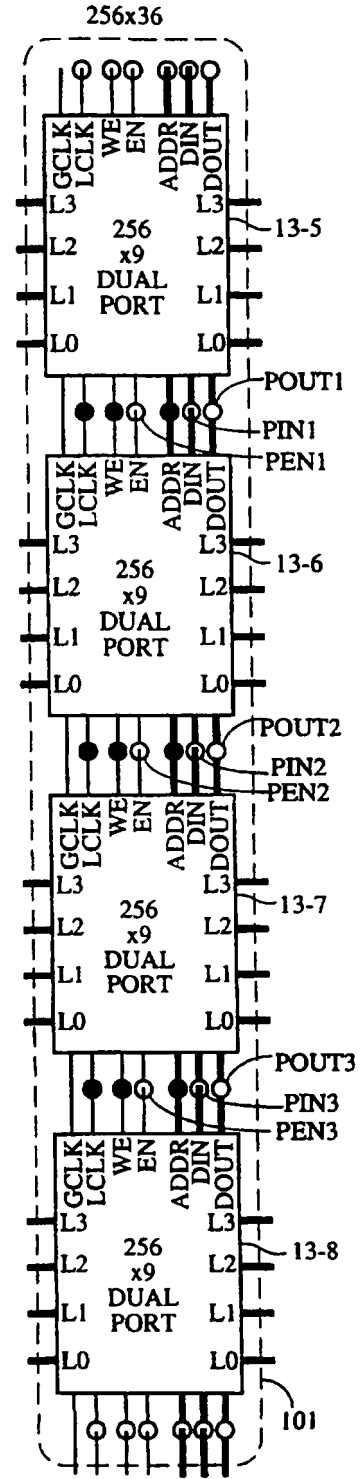 256x36
GCLK LCLK WE EN ADDR DIN DOUT
L3 L3
13-5
L2 256 L2
x9
L1 DUAL L1
PORT
L0 L0
POUT1
PIN1
PEN1
GCLK LCLK WE EN ADDR DIN DOUT
L3 L3
13-6
L2 256 L2
x9
L1 DUAL L1
PORT
L0 L0
POUT2
PIN2
PEN2
GCLK LCLK WE EN ADDR DIN DOUT
L3 L3
13-7
L2 256 L2
x9
L1 DUAL L1
PORT
L0 L0
POUT3
PIN3
PEN3
GCLK LCLK WE EN ADDR DIN DOUT
L3 L3
13-8
L2 256 L2
x9
L1 DUAL L1
PORT
L0 L0
101